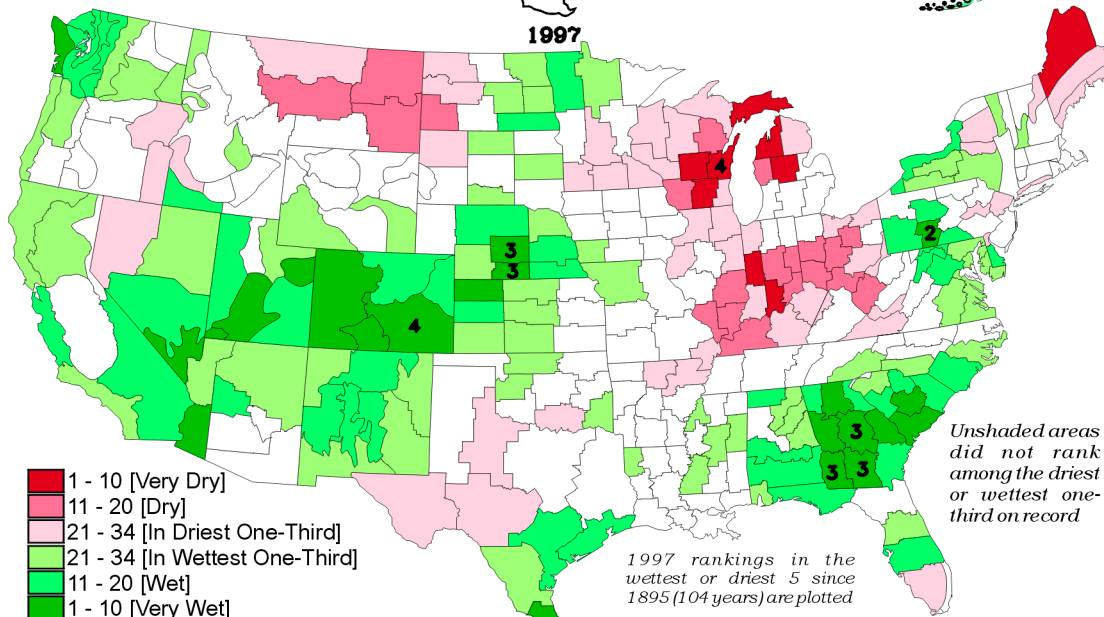 1997
4
2
3
3
4
3
3
3
Unshaded areas
did not rank
among the driest
or wettest one-
third on record
1 - 10 [Very Dry]
11 - 20 [Dry]
21 - 34 [In Driest One-Third]
21 - 34 [In Wettest One-Third]
11 - 20 [Wet]
1 - 10 [Very Wet]
1997 rankings in the
wettest or driest 5 since
1895 (104 years) are plotted